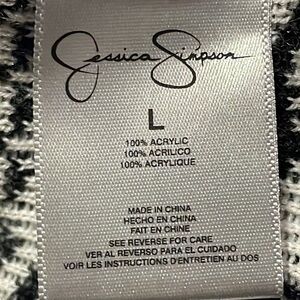 Jessica Simpson
L
100% ACRYLIC
100% ACRILICO
100% ACRYLIQUE
MADE IN CHINA
HECHO EN CHINA
FAIT EN CHINE
SEE REVERSE FOR CARE
VER AL REVERSO PARA EL CUIDADO
VOIR LES INSTRUCTIONS D'ENTRETIEN AU DOS